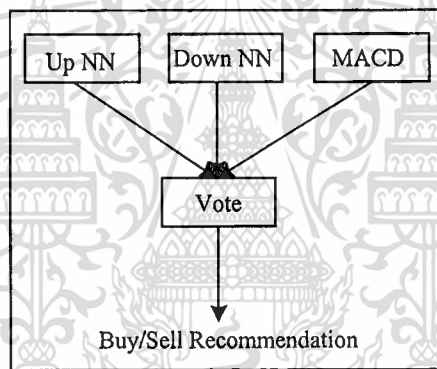 Up NN
Down NN
MACD
Vote
Buy/Sell Recommendation